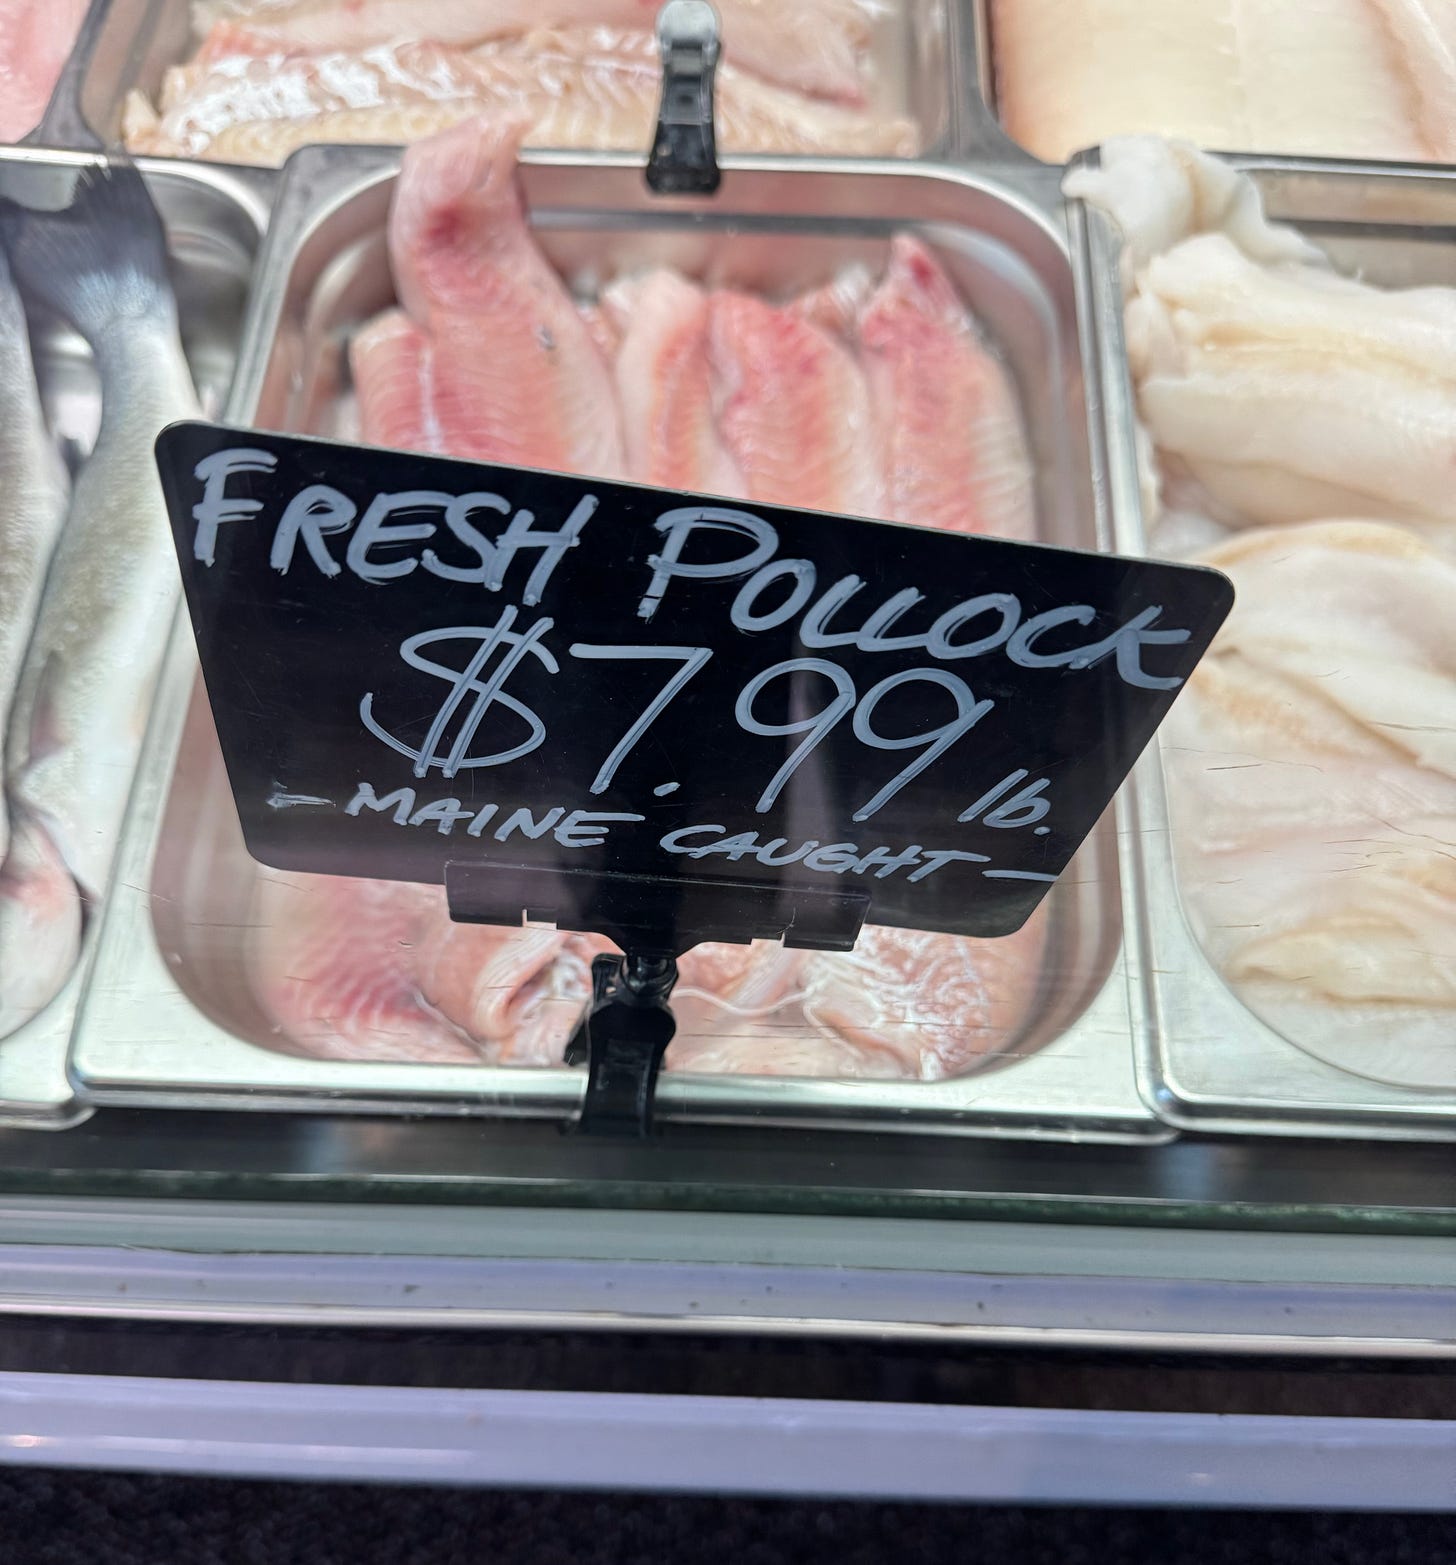 FRESH POLLOCK
$7.99 lb.
- MAINE CAUGHT -